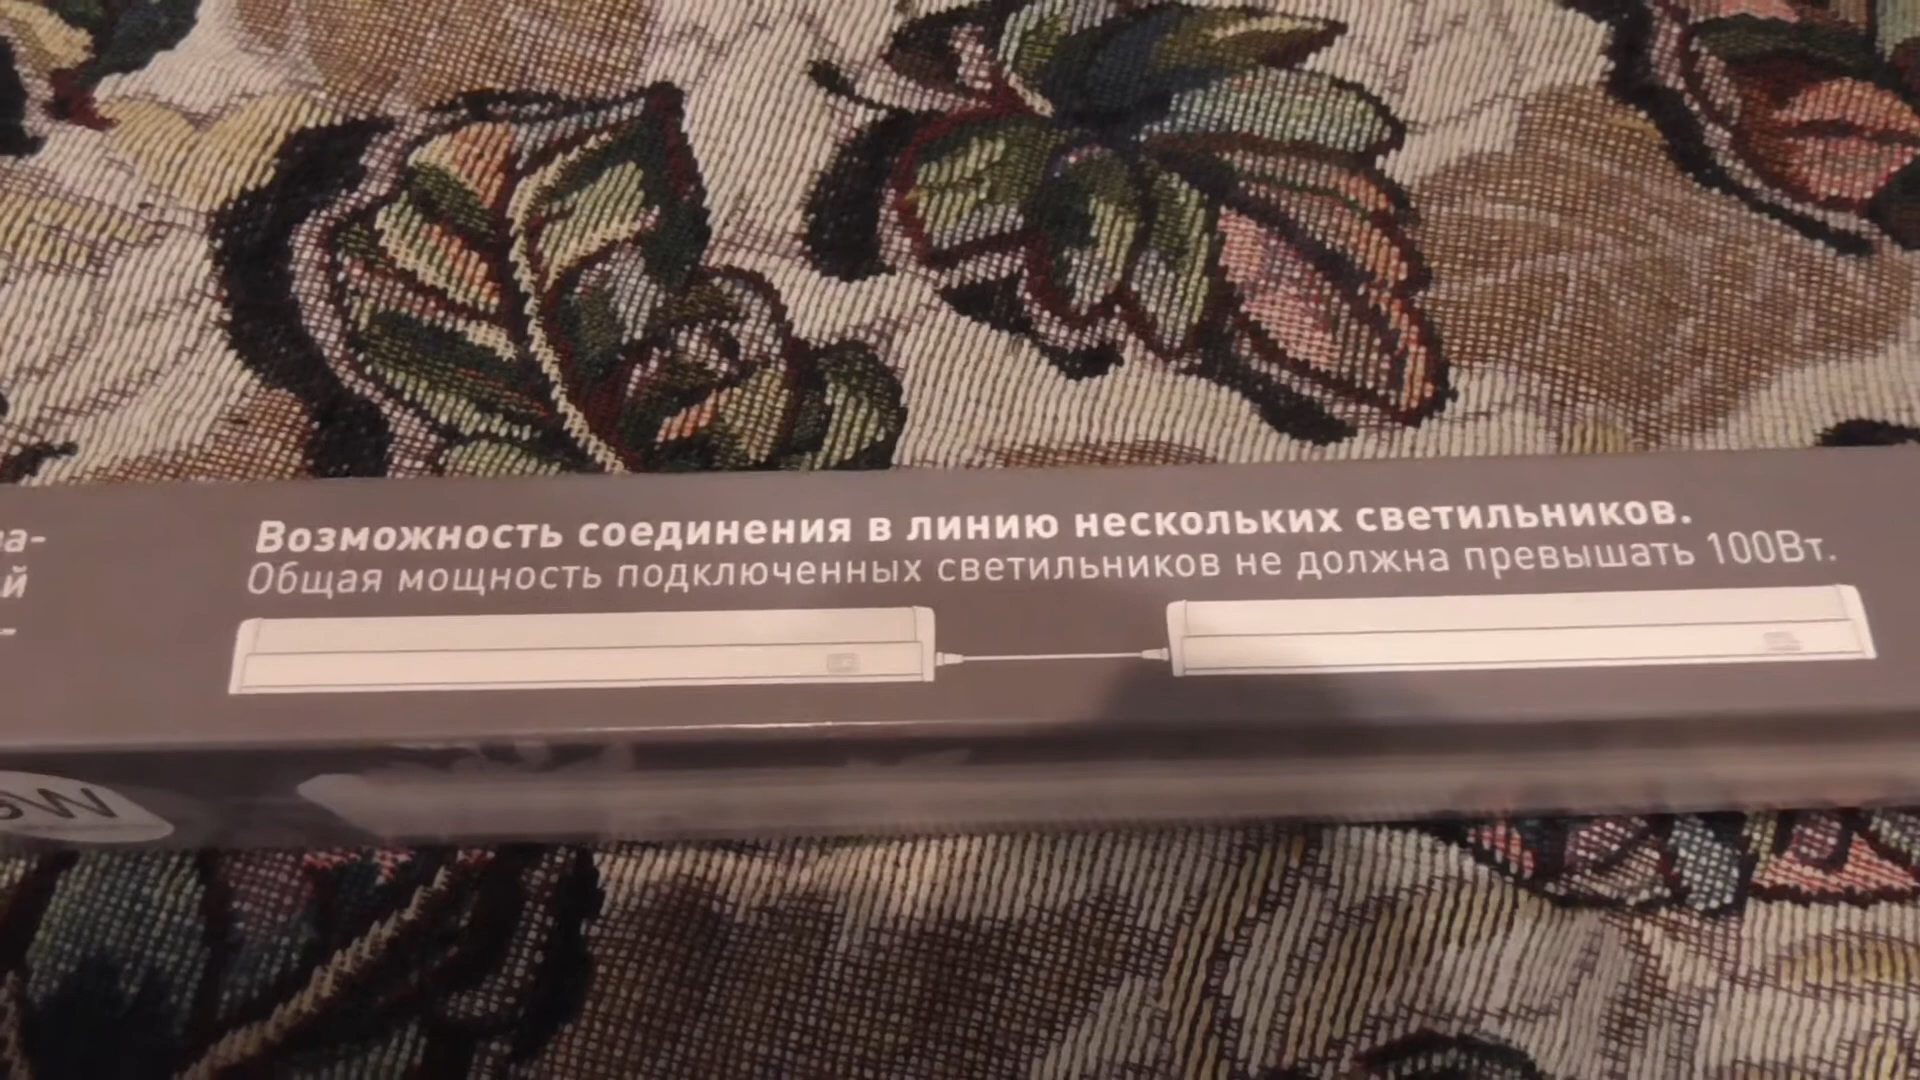 Возможность соединения в линию нескольких светильников.
Общая мощность подключенных светильников не должна превышать 100Вт.